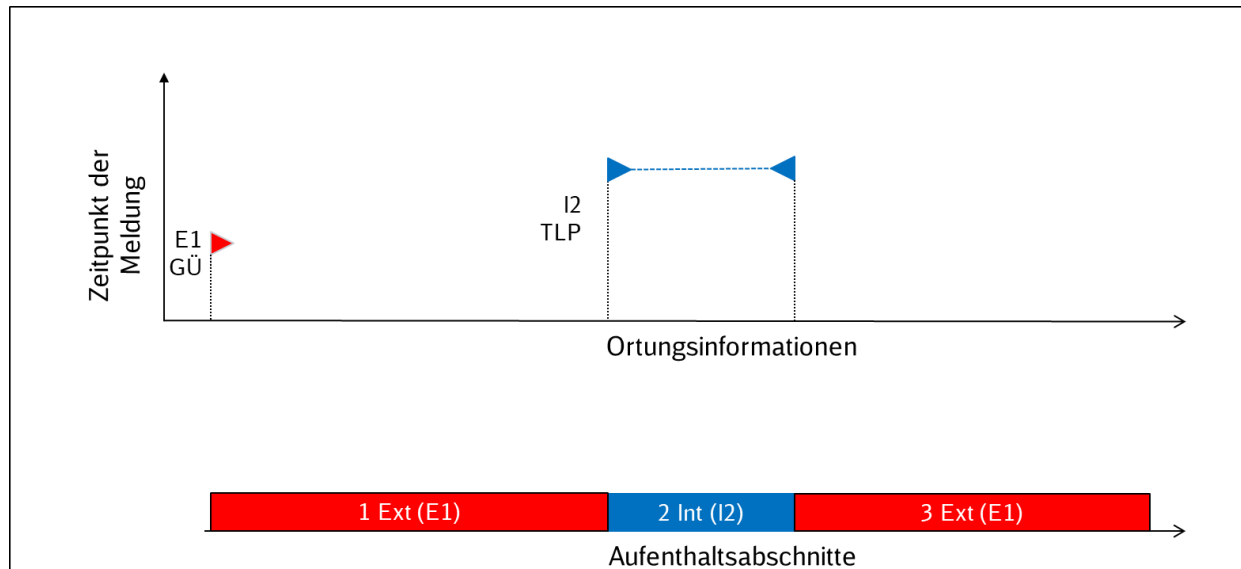 Zeitpunkt der
Meldung
E1
GÜ
I2
TLP
Ortungsinformationen
1 Ext (E1)
2 Int (I2)
3 Ext (E1)
Aufenthaltsabschnitte